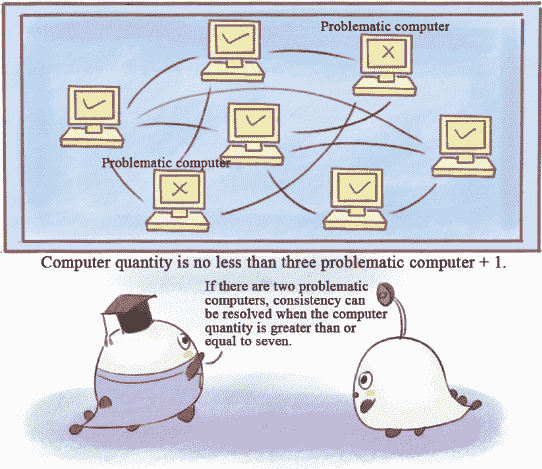 Problematic computer
Problematic computer
Computer quantity is no less than three problematic computer + 1.
If there are two problematic
computers, consistency can
be resolved when the computer
quantity is greater than or
equal to seven.